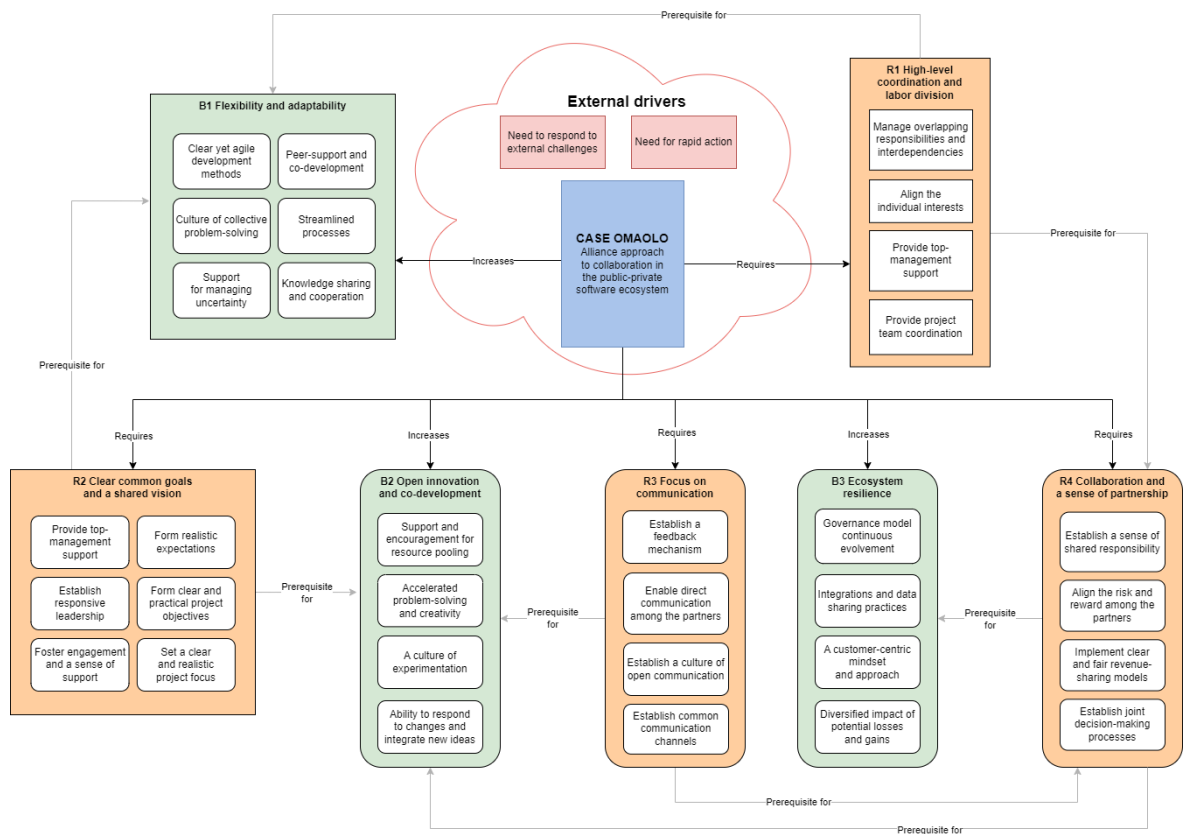 Prerequisite for
R1 High-level
coordination and
labor division
Manage overlapping
responsibilities and
interdependencies
Align the
individual interests
Provide top-
management
support
Provide project
team coordination
B1 Flexibility and adaptability
Clear yet agile
development
methods
Peer-support and
co-development
Culture of collective
problem-solving
Streamlined
processes
Support
for managing
uncertainty
Knowledge sharing
and cooperation
External drivers
Need to respond to
external challenges
Need for rapid action
CASE OMAOLO
Alliance approach
to collaboration in
the public-private
software ecosystem
Increases
Requires
Prerequisite for
Prerequisite for
Requires
Increases
Requires
Increases
Requires
R2 Clear common goals
and a shared vision
Provide top-
management
support
Form realistic
expectations
Establish
responsive
leadership
Form clear and
practical project
objectives
Foster engagement
and a sense of
support
Set a clear
and realistic
project focus
Prerequisite
for
B2 Open innovation
and co-development
Support and
encouragement for
resource pooling
Accelerated
problem-solving
and creativity
A culture of
experimentation
Ability to respond
to changes and
integrate new ideas
Prerequisite
for
R3 Focus on
communication
Establish a
feedback
mechanism
Enable direct
communication
among the partners
Establish a culture
of open
communication
Establish common
communication
channels
B3 Ecosystem
resilience
Governance model
continuous
evolvement
Integrations and data
sharing practices
A customer-centric
mindset
and approach
Diversified impact of
potential losses
and gains
Prerequisite
for
R4 Collaboration and
a sense of partnership
Establish a sense of
shared responsibility
Align the risk and
reward among the
partners
Implement clear
and fair revenue-
sharing models
Establish joint
decision-making
processes
Prerequisite for
Prerequisite for